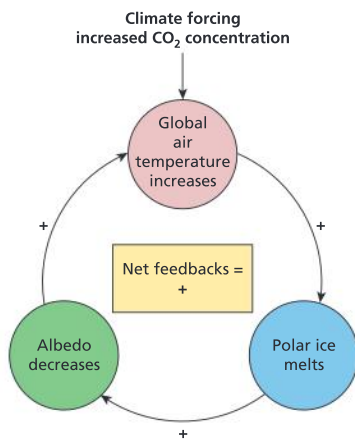 Climate forcing
increased CO₂ concentration
Global
air
temperature
increases
+
+
Net feedbacks =
+
Albedo
decreases
Polar ice
melts
+